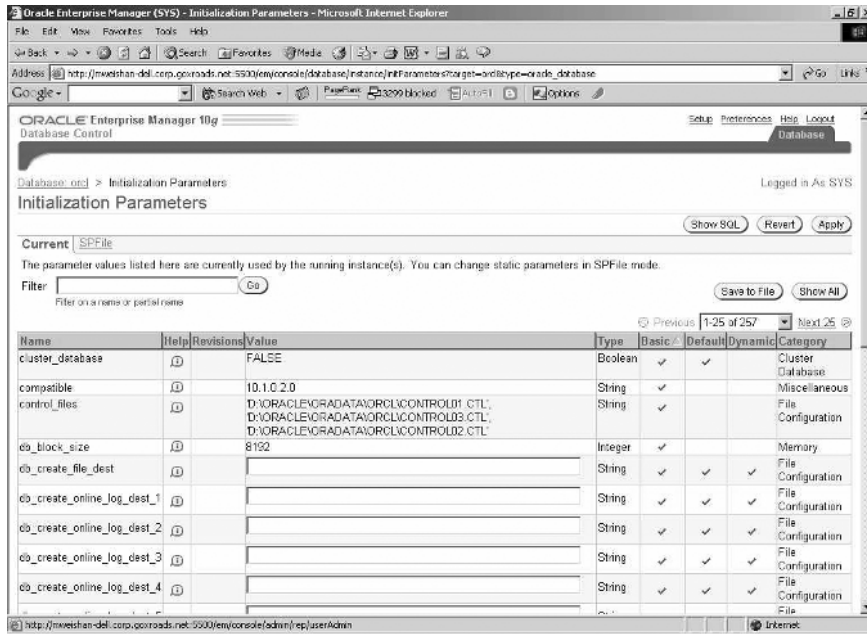 Oracle Enterprise Manager (SYS) - Initialization Parameters - Microsoft Internet Explorer
File Edit View Favorites Tools Help
Back Search Favorites Media
Address http://mweishan-dell.corp.goxroads.net:5500/em/console/database/instance/initParameters?target=orcl&type=oracle_database Go Links
Google Search Web PageRank 3299 blocked AutoFill Options
ORACLE Enterprise Manager 10g
Database Control
Setup Preferences Help Logout
Database
Database: orcl > Initialization Parameters Logged in As SYS
Initialization Parameters
Show SQL Revert Apply
Current SPFile
The parameter values listed here are currently used by the running instance(s). You can change static parameters in SPFile mode.
Filter Go
Filter on a name or partial name
Save to File Show All
Previous 1-25 of 257 Next 25
Name Help Revisions Value Type Basic Default Dynamic Category
cluster_database FALSE Boolean Cluster Database
compatible 10.1.0.2.0 String Miscellaneous
control_files 'D:\ORACLE\ORADATA\ORCL\CONTROL01.CTL', String File Configuration
'D:\ORACLE\ORADATA\ORCL\CONTROL03.CTL',
'D:\ORACLE\ORADATA\ORCL\CONTROL02.CTL'
db_block_size 8192 Integer Memory
db_create_file_dest String File Configuration
db_create_online_log_dest_1 String File Configuration
db_create_online_log_dest_2 String File Configuration
db_create_online_log_dest_3 String File Configuration
db_create_online_log_dest_4 String File Configuration
File
http://mweishan-dell.corp.goxroads.net:5500/em/console/admin/rep/userAdmin Internet